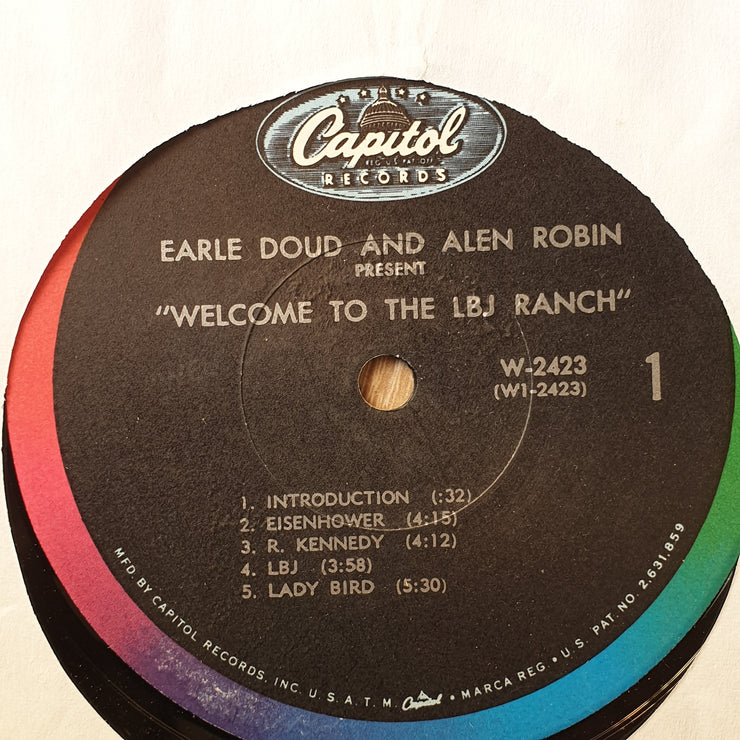 Capitol
REG. U.S. PAT. OFF.
RECORDS
EARLE DOUD AND ALEN ROBIN
PRESENT
"WELCOME TO THE LBJ RANCH"
W-2423
(W1-2423)
1
1. INTRODUCTION (:32)
2. EISENHOWER (4:15)
3. R. KENNEDY (4:12)
4. LBJ (3:58)
5. LADY BIRD (5:30)
MFD BY CAPITOL RECORDS, INC. U.S.A. T.M. Capitol • MARCA REG. • U.S. PAT. NO. 2,631,859